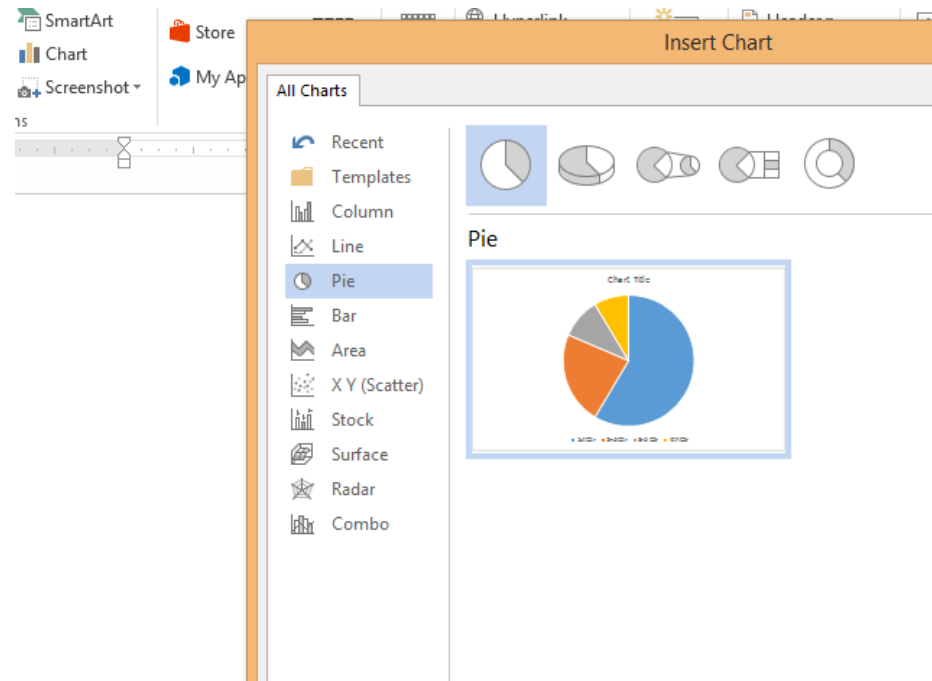 SmartArt
Chart
Screenshot
Store
My Ap
Insert Chart
All Charts
Recent
Templates
Column
Line
Pie
Bar
Area
X Y (Scatter)
Stock
Surface
Radar
Combo
Pie
Chart Title